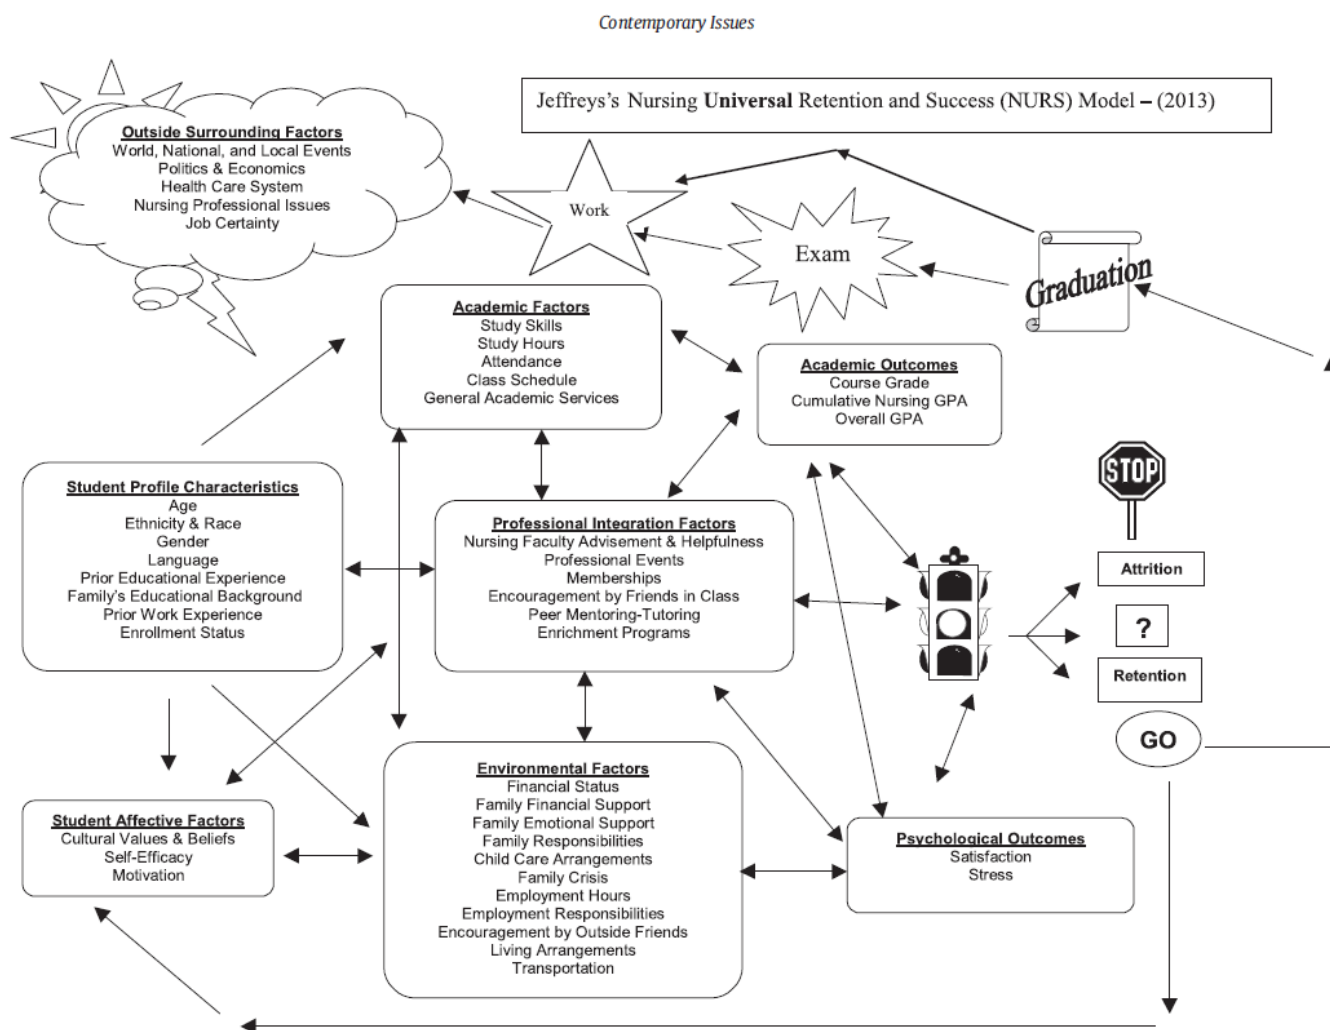 Contemporary Issues
Jeffreys's Nursing Universal Retention and Success (NURS) Model – (2013)
Outside Surrounding Factors
World, National, and Local Events
Politics & Economics
Health Care System
Nursing Professional Issues
Job Certainty
Work
Exam
Graduation
Academic Factors
Study Skills
Study Hours
Attendance
Class Schedule
General Academic Services
Academic Outcomes
Course Grade
Cumulative Nursing GPA
Overall GPA
Student Profile Characteristics
Age
Ethnicity & Race
Gender
Language
Prior Educational Experience
Family's Educational Background
Prior Work Experience
Enrollment Status
Professional Integration Factors
Nursing Faculty Advisement & Helpfulness
Professional Events
Memberships
Encouragement by Friends in Class
Peer Mentoring-Tutoring
Enrichment Programs
STOP
Attrition
?
Retention
GO
Student Affective Factors
Cultural Values & Beliefs
Self-Efficacy
Motivation
Environmental Factors
Financial Status
Family Financial Support
Family Emotional Support
Family Responsibilities
Child Care Arrangements
Family Crisis
Employment Hours
Employment Responsibilities
Encouragement by Outside Friends
Living Arrangements
Transportation
Psychological Outcomes
Satisfaction
Stress